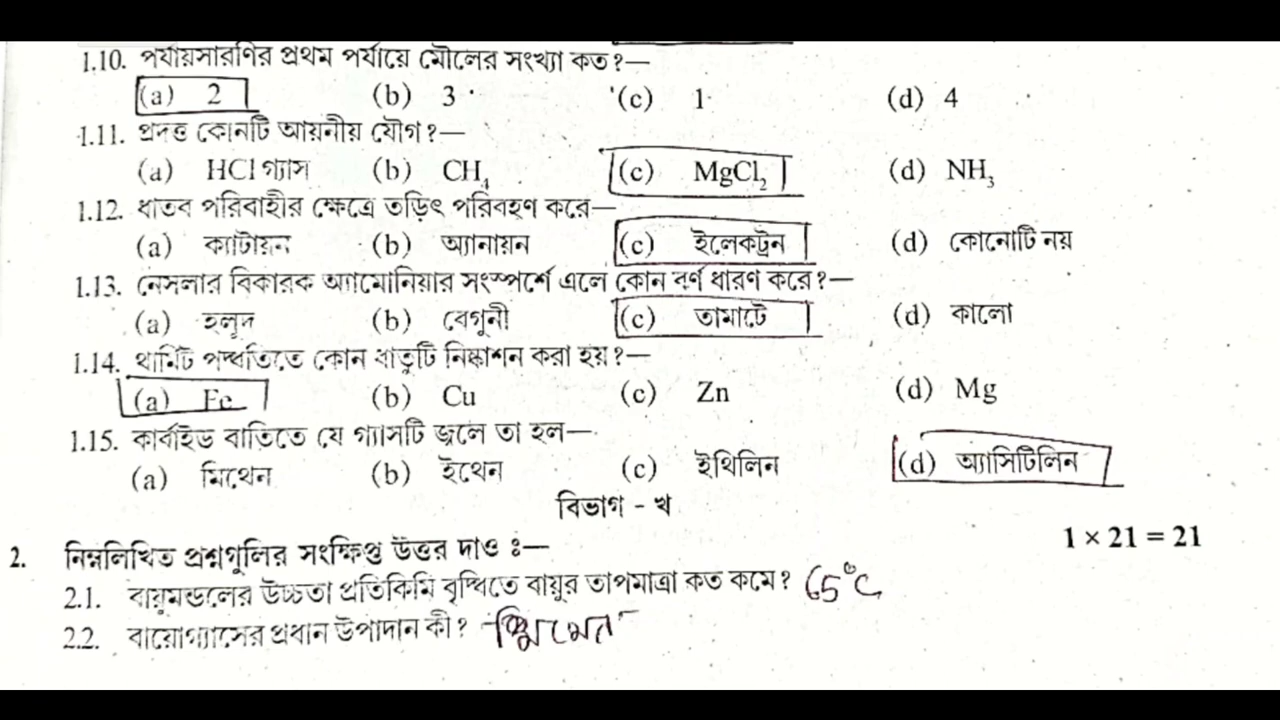 1.10. পর্যায়সারণির প্রথম পর্যায়ে মৌলের সংখ্যা কত?—
(a) 2 (b) 3 (c) 1 (d) 4
1.11. প্রদত্ত কোনটি আয়নীয় যৌগ?—
(a) HCl গ্যাস (b) CH₄ (c) MgCl₂ (d) NH₃
1.12. ধাতব পরিবাহীর ক্ষেত্রে তড়িৎ পরিবহণ করে—
(a) ক্যাটায়ন (b) অ্যানায়ন (c) ইলেকট্রন (d) কোনোটি নয়
1.13. নেসলার বিকারক অ্যামোনিয়ার সংস্পর্শে এলে কোন বর্ণ ধারণ করে?—
(a) হলুদ (b) বেগুনী (c) তামাটে (d) কালো
1.14. থার্মিট পদ্ধতিতে কোন ধাতুটি নিষ্কাশন করা হয়?—
(a) Fe (b) Cu (c) Zn (d) Mg
1.15. কার্বাইড বাতিতে যে গ্যাসটি জ্বলে তা হল—
(a) মিথেন (b) ইথেন (c) ইথিলিন (d) অ্যাসিটিলিন
বিভাগ - খ
2. নিম্নলিখিত প্রশ্নগুলির সংক্ষিপ্ত উত্তর দাও ঃ— 1 × 21 = 21
2.1. বায়ুমন্ডলের উচ্চতা প্রতিকিমি বৃদ্ধিতে বায়ুর তাপমাত্রা কত কমে? 65°C
2.2. বায়োগ্যাসের প্রধান উপাদান কী?